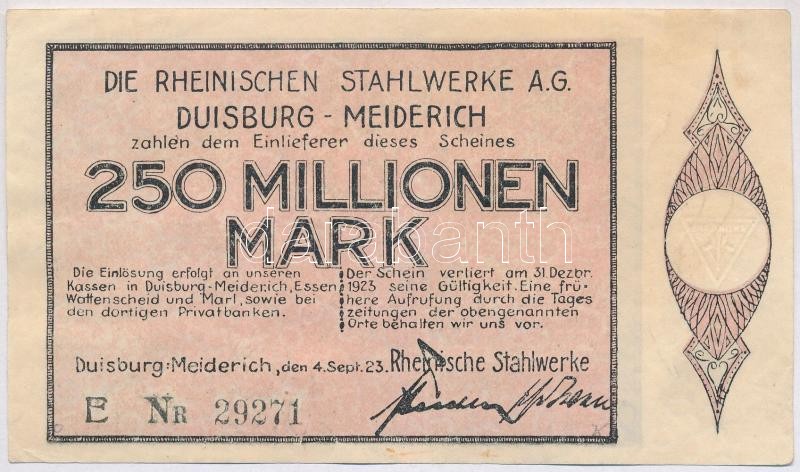 DIE RHEINISCHEN STAHLWERKE A.G.
DUISBURG - MEIDERICH
zahlen dem Einlieferer dieses Scheines
250 MILLIONEN
MARK
darabanth
Die Einlösung erfolgt an unseren
Kassen in Duisburg-Meiderich, Essen
Wattenscheid und Marl, sowie bei
den dortigen Privatbanken.
Der Schein verliert am 31. Dezbr.
1923 seine Gültigkeit. Eine frü-
here Aufrufung durch die Tages
zeitungen der obengenannten
Orte behalten wir uns vor.
Duisburg-Meiderich, den 4. Sept. 23. Rheinische Stahlwerke
E NR 29271